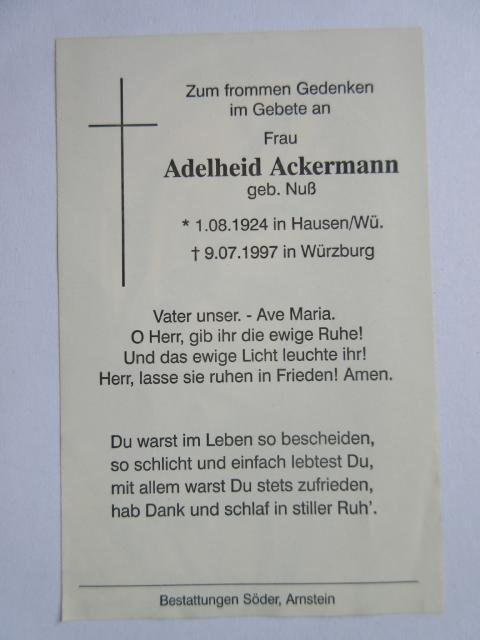 Zum frommen Gedenken
im Gebete an
Frau
Adelheid Ackermann
geb. Nuß
* 1.08.1924 in Hausen/Wü.
† 9.07.1997 in Würzburg
Vater unser. - Ave Maria.
O Herr, gib ihr die ewige Ruhe!
Und das ewige Licht leuchte ihr!
Herr, lasse sie ruhen in Frieden! Amen.
Du warst im Leben so bescheiden,
so schlicht und einfach lebtest Du,
mit allem warst Du stets zufrieden,
hab Dank und schlaf in stiller Ruh'.
Bestattungen Söder, Arnstein